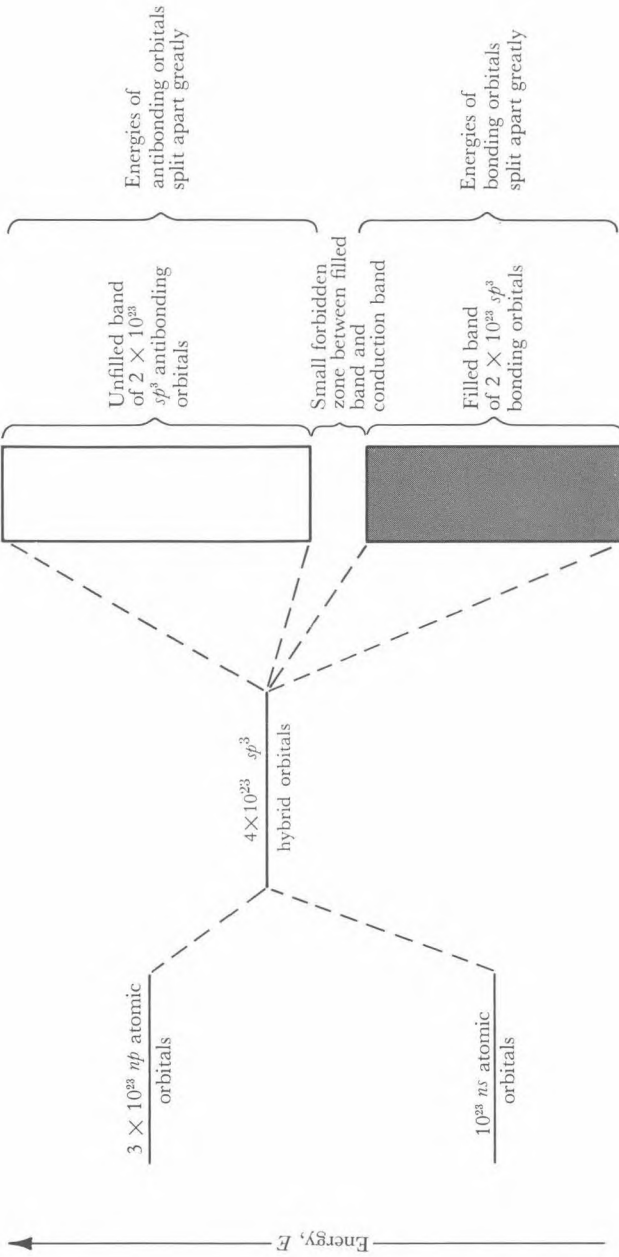 Energy, E
3 × 10²³ np atomic
orbitals
10²³ ns atomic
orbitals
4×10²³ sp³
hybrid orbitals
Unfilled band
of 2 × 10²³
sp³ antibonding
orbitals
Small forbidden
zone between filled
band and
conduction band
Filled band
of 2 × 10²³ sp³
bonding orbitals
Energies of
antibonding orbitals
split apart greatly
Energies of
bonding orbitals
split apart greatly